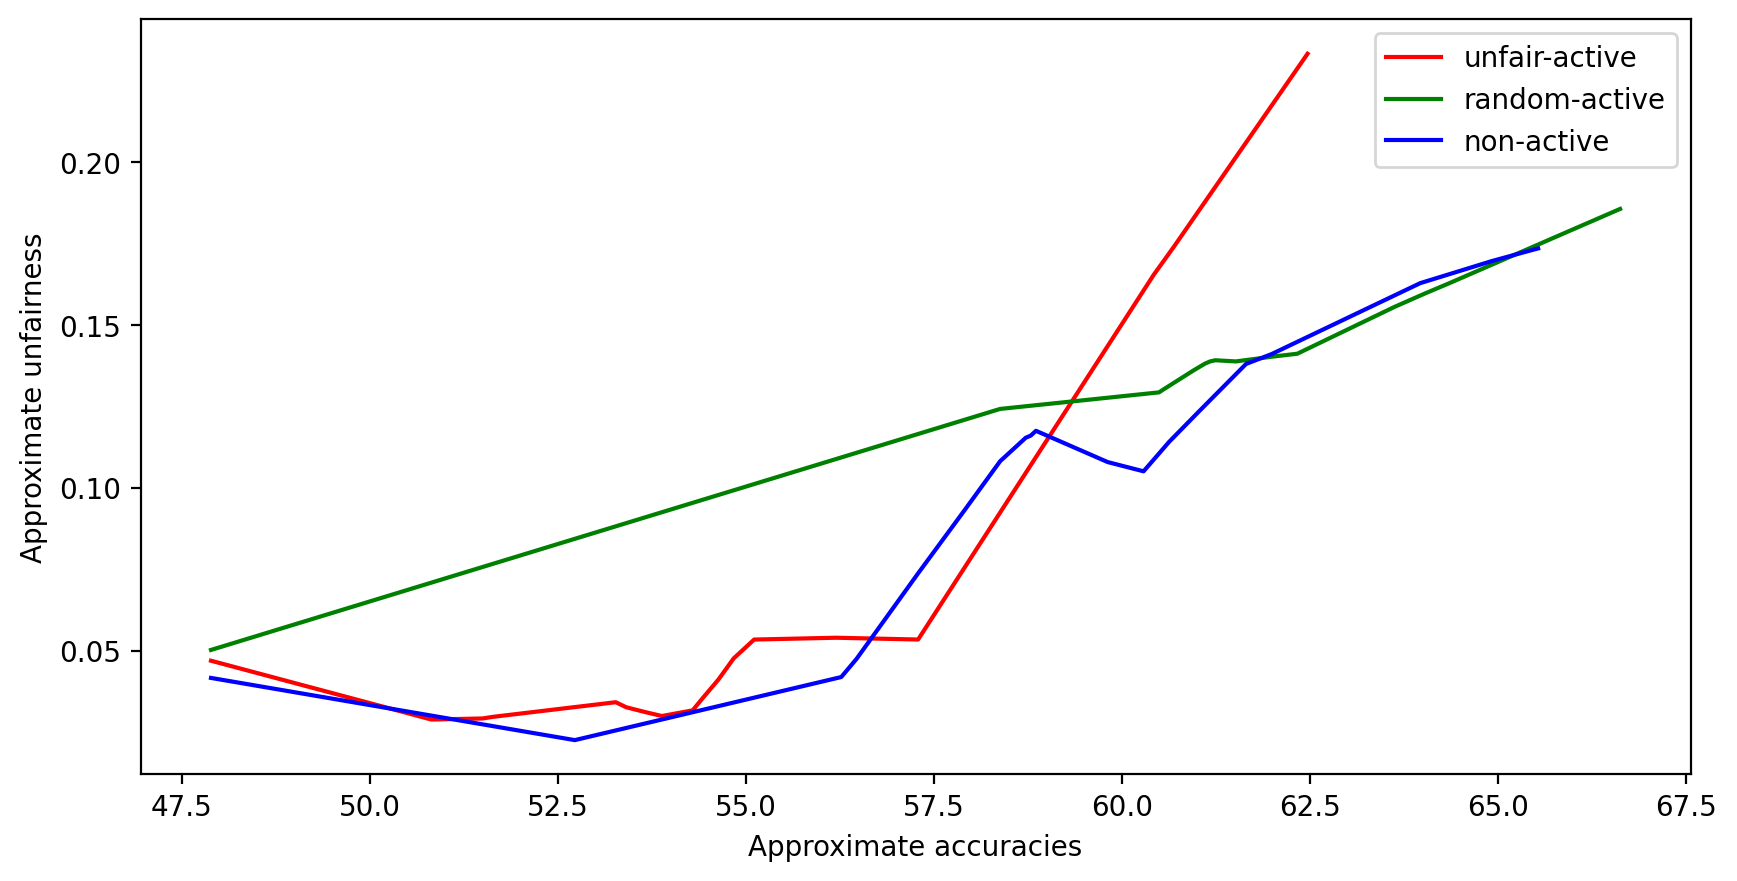 unfair-active
random-active
non-active
Approximate unfairness
0.20
0.15
0.10
0.05
47.5 50.0 52.5 55.0 57.5 60.0 62.5 65.0 67.5
Approximate accuracies